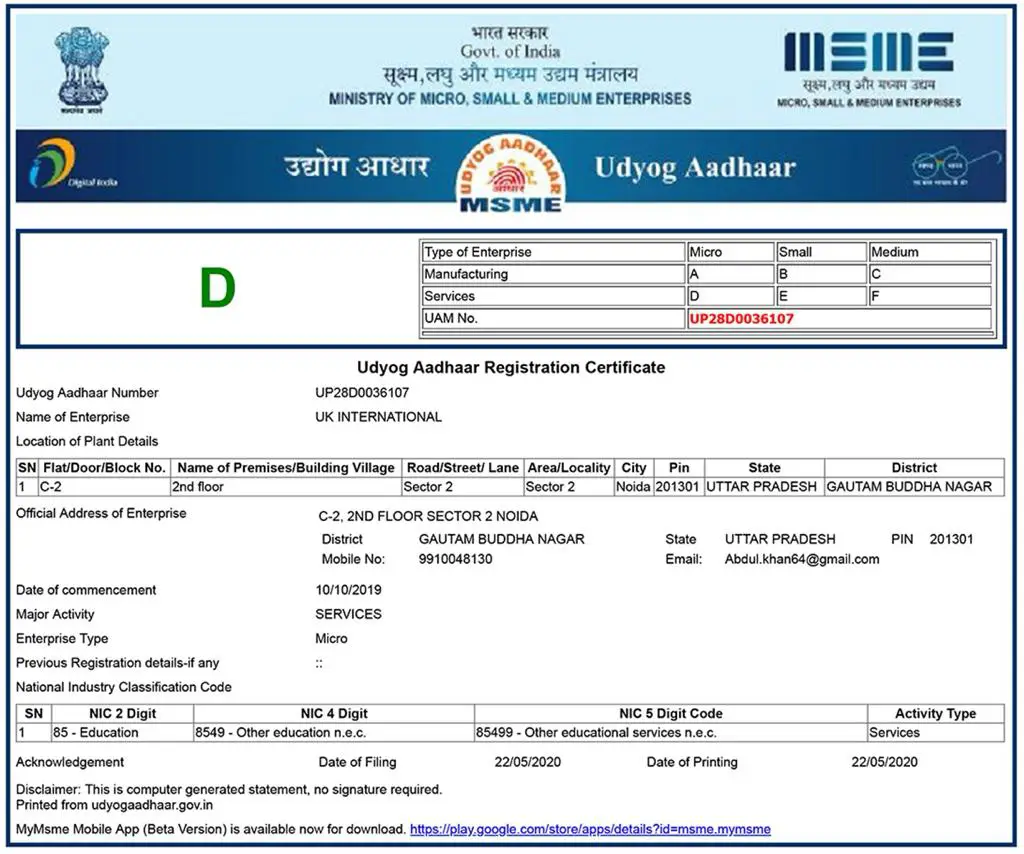 भारत सरकार
Govt. of India
सूक्ष्म,लघु और मध्यम उद्यम मंत्रालय
MINISTRY OF MICRO, SMALL & MEDIUM ENTERPRISES
सत्यमेव जयते
msme
सूक्ष्म,लघु और मध्यम उद्यम
MICRO, SMALL & MEDIUM ENTERPRISES
Digital India
उद्योग आधार
UDYOG AADHAAR
आधार
MSME
Udyog Aadhaar
स्वच्छ भारत
एक कदम स्वच्छता की ओर
D
Type of Enterprise Micro Small Medium
Manufacturing A B C
Services D E F
UAM No. UP28D0036107
Udyog Aadhaar Registration Certificate
Udyog Aadhaar Number UP28D0036107
Name of Enterprise UK INTERNATIONAL
Location of Plant Details
SN Flat/Door/Block No. Name of Premises/Building Village Road/Street/ Lane Area/Locality City Pin State District
1 C-2 2nd floor Sector 2 Sector 2 Noida 201301 UTTAR PRADESH GAUTAM BUDDHA NAGAR
Official Address of Enterprise C-2, 2ND FLOOR SECTOR 2 NOIDA
District GAUTAM BUDDHA NAGAR State UTTAR PRADESH PIN 201301
Mobile No: 9910048130 Email: Abdul.khan64@gmail.com
Date of commencement 10/10/2019
Major Activity SERVICES
Enterprise Type Micro
Previous Registration details-if any ::
National Industry Classification Code
SN NIC 2 Digit NIC 4 Digit NIC 5 Digit Code Activity Type
1 85 - Education 8549 - Other education n.e.c. 85499 - Other educational services n.e.c. Services
Acknowledgement Date of Filing 22/05/2020 Date of Printing 22/05/2020
Disclaimer: This is computer generated statement, no signature required.
Printed from udyogaadhaar.gov.in
MyMsme Mobile App (Beta Version) is available now for download. https://play.google.com/store/apps/details?id=msme.mymsme